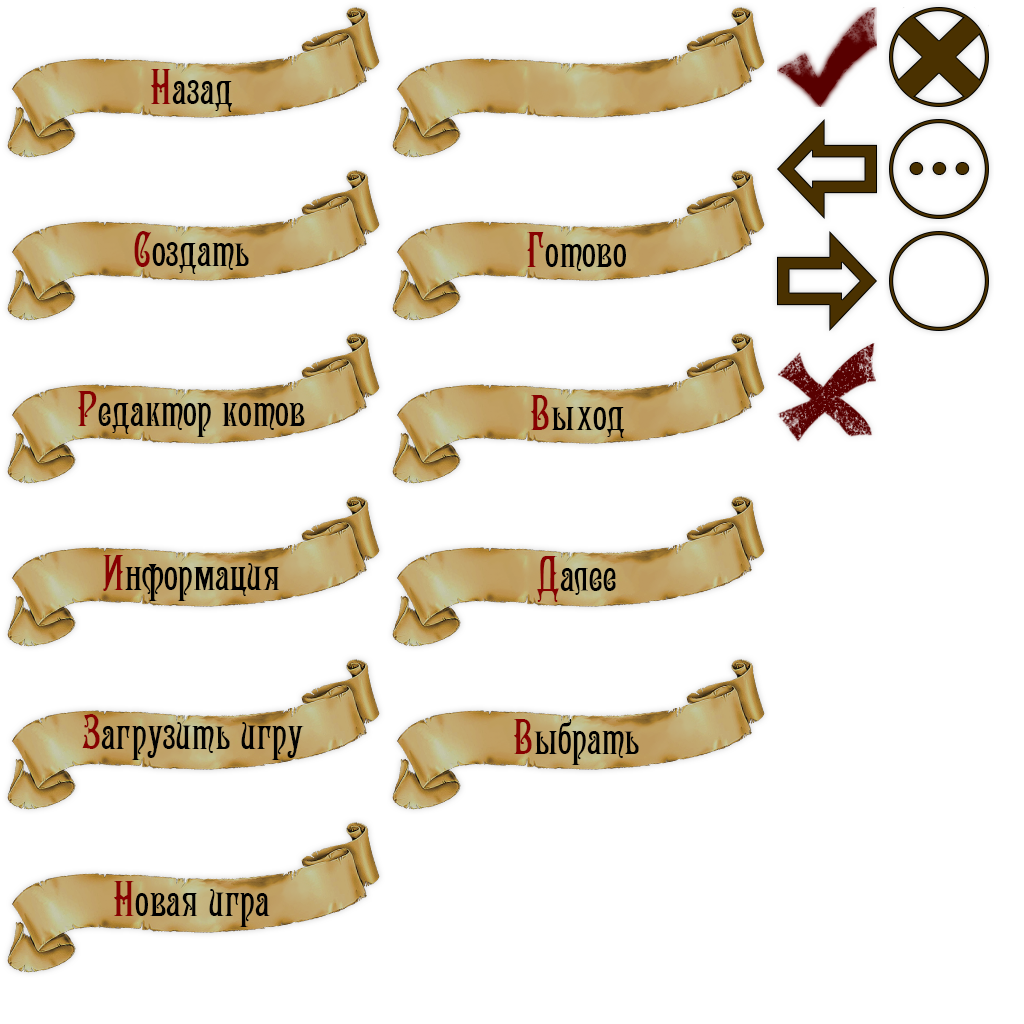 Назад
Создать
Готово
Редактор котов
Выход
Информация
Далее
Загрузить игру
Выбрать
Новая игра